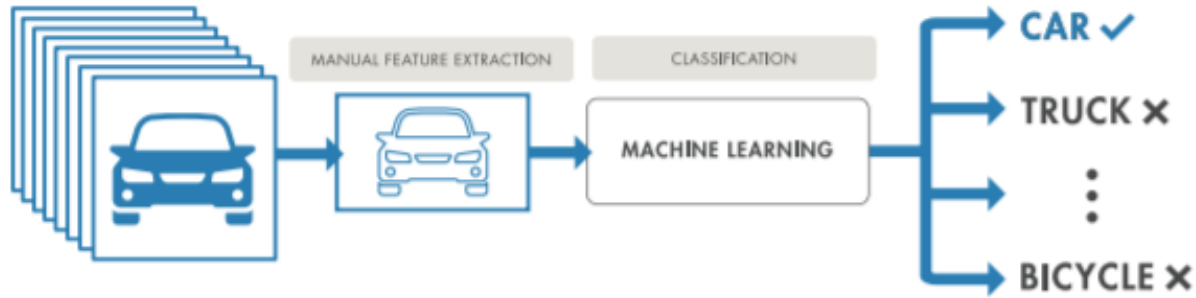 MANUAL FEATURE EXTRACTION
CLASSIFICATION
MACHINE LEARNING
CAR
TRUCK
BICYCLE